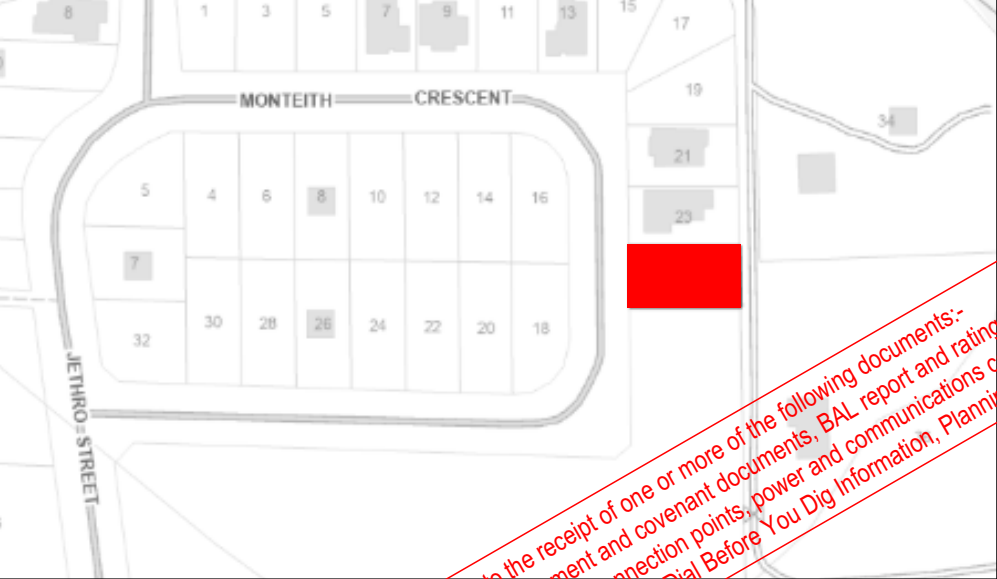 8
1 3 5 7 9 11 13 15
17
MONTEITH CRESCENT
19
34
21
5 4 6 8 10 12 14 16
23
7
30 28 26 24 22 20 18
32
JETHRO STREET
the receipt of one or more of the following documents:-
ment and covenant documents, BAL report and rating
nnection points, power and communications
Dial Before You Dig Information,